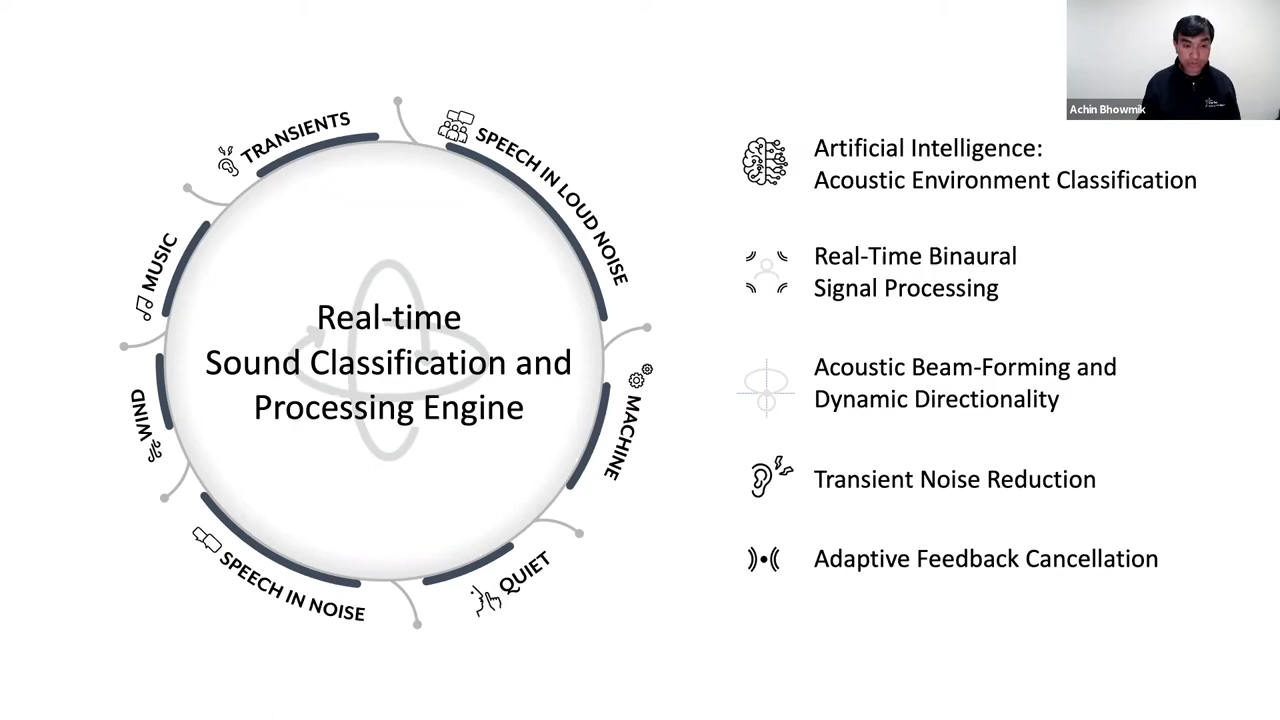 Achin Bhowmik
TRANSIENTS
SPEECH IN LOUD NOISE
MUSIC
MACHINE
WIND
SPEECH IN NOISE
QUIET
Real-time
Sound Classification and
Processing Engine
Artificial Intelligence:
Acoustic Environment Classification
Real-Time Binaural
Signal Processing
Acoustic Beam-Forming and
Dynamic Directionality
Transient Noise Reduction
Adaptive Feedback Cancellation